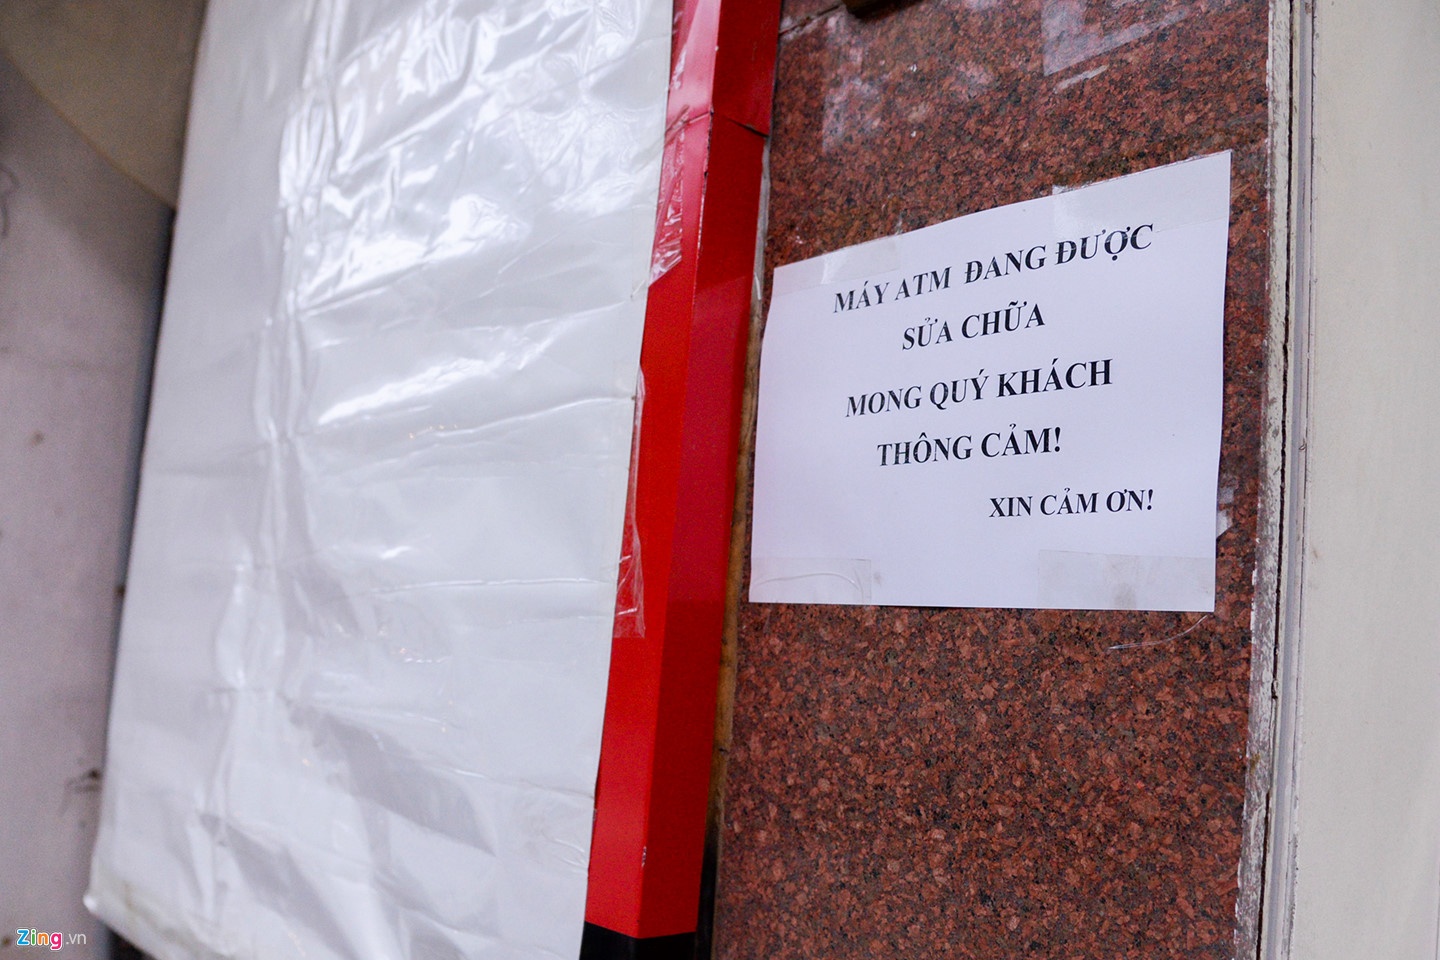 MÁY ATM ĐANG ĐƯỢC
SỬA CHỮA
MONG QUÝ KHÁCH
THÔNG CẢM!
XIN CẢM ƠN!
Zing.vn